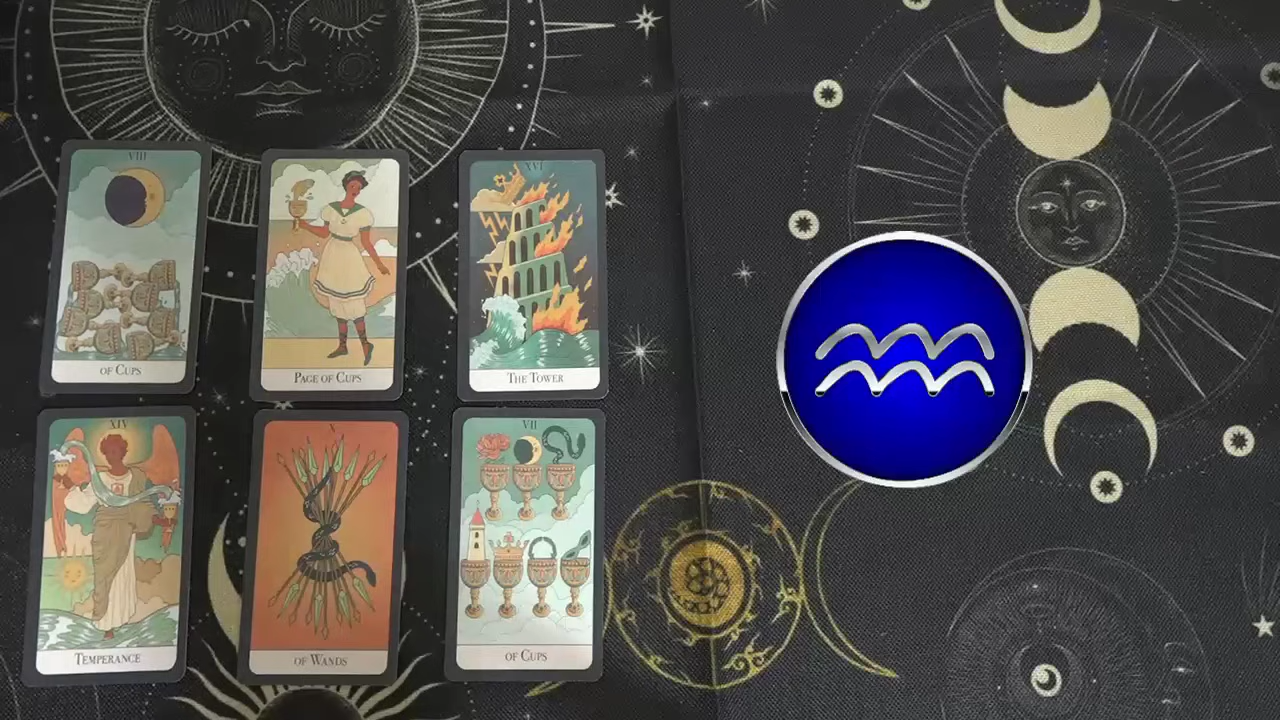 VIII
OF CUPS
PAGE OF CUPS
XVI
THE TOWER
XIV
TEMPERANCE
X
OF WANDS
VII
OF CUPS